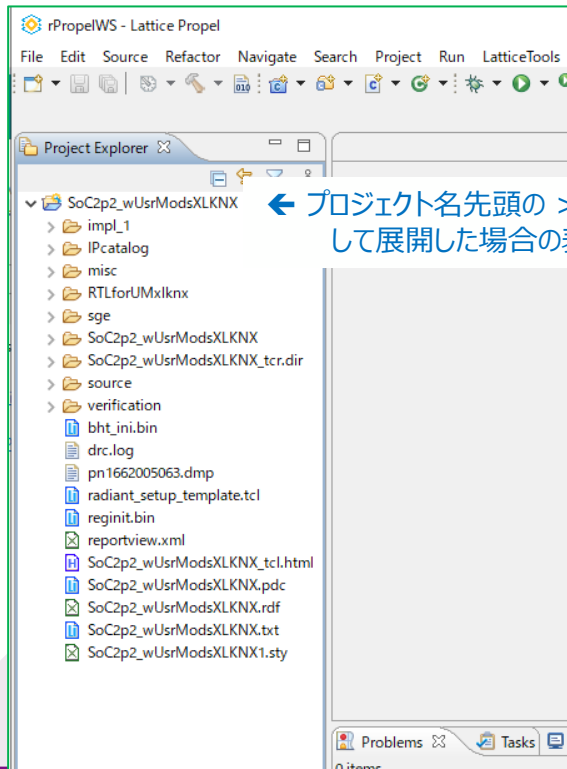 rPropelWS - Lattice Propel
File Edit Source Refactor Navigate Search Project Run LatticeTools
Project Explorer
SoC2p2_wUsrModsXLKNX
← プロジェクト名先頭の >
して展開した場合の
impl_1
IPcatalog
misc
RTLforUMxlknx
sge
SoC2p2_wUsrModsXLKNX
SoC2p2_wUsrModsXLKNX_tcr.dir
source
verification
bht_ini.bin
drc.log
pn1662005063.dmp
radiant_setup_template.tcl
reginit.bin
reportview.xml
SoC2p2_wUsrModsXLKNX_tcl.html
SoC2p2_wUsrModsXLKNX.pdc
SoC2p2_wUsrModsXLKNX.rdf
SoC2p2_wUsrModsXLKNX.txt
SoC2p2_wUsrModsXLKNX1.sty
Problems Tasks
0 items